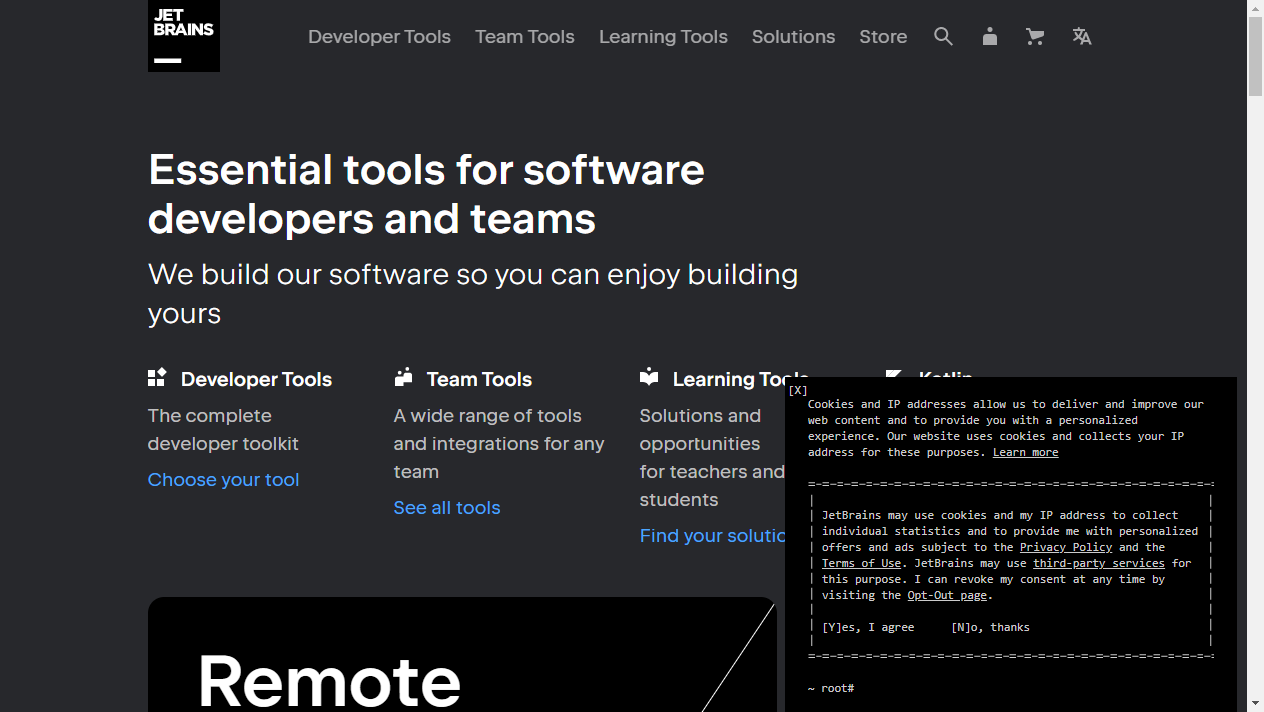 JET
BRAINS
Developer Tools
Team Tools
Learning Tools
Solutions
Store
Essential tools for software
developers and teams
We build our software so you can enjoy building
yours
Developer Tools
The complete
developer toolkit
Choose your tool
Team Tools
A wide range of tools
and integrations for any
team
See all tools
Learning Tools
Solutions and
opportunities
for teachers and
students
Find your solutio
Kotlin
Remote
[X]
Cookies and IP addresses allow us to deliver and improve our
web content and to provide you with a personalized
experience. Our website uses cookies and collects your IP
address for these purposes. Learn more
JetBrains may use cookies and my IP address to collect
individual statistics and to provide me with personalized
offers and ads subject to the Privacy Policy and the
Terms of Use. JetBrains may use third-party services for
this purpose. I can revoke my consent at any time by
visiting the Opt-Out page.
[Y]es, I agree [N]o, thanks
~ root#